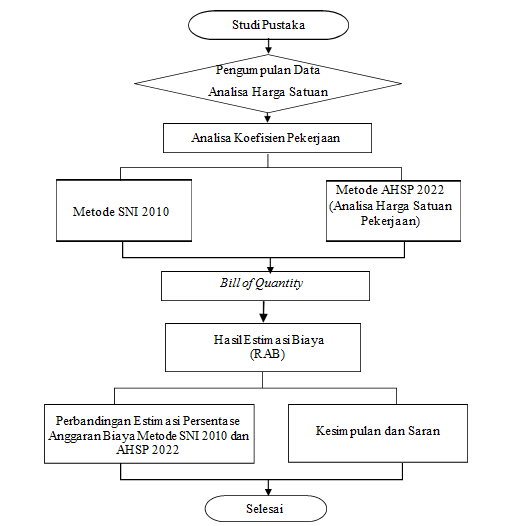 Studi Pustaka
Pengumpulan Data
Analisa Harga Satuan
Analisa Koefisien Pekerjaan
Metode SNI 2010
Metode AHSP 2022
(Analisa Harga Satuan
Pekerjaan)
Bill of Quantity
Hasil Estimasi Biaya
(RAB)
Perbandingan Estimasi Persentase
Anggaran Biaya Metode SNI 2010 dan
AHSP 2022
Kesimpulan dan Saran
Selesai